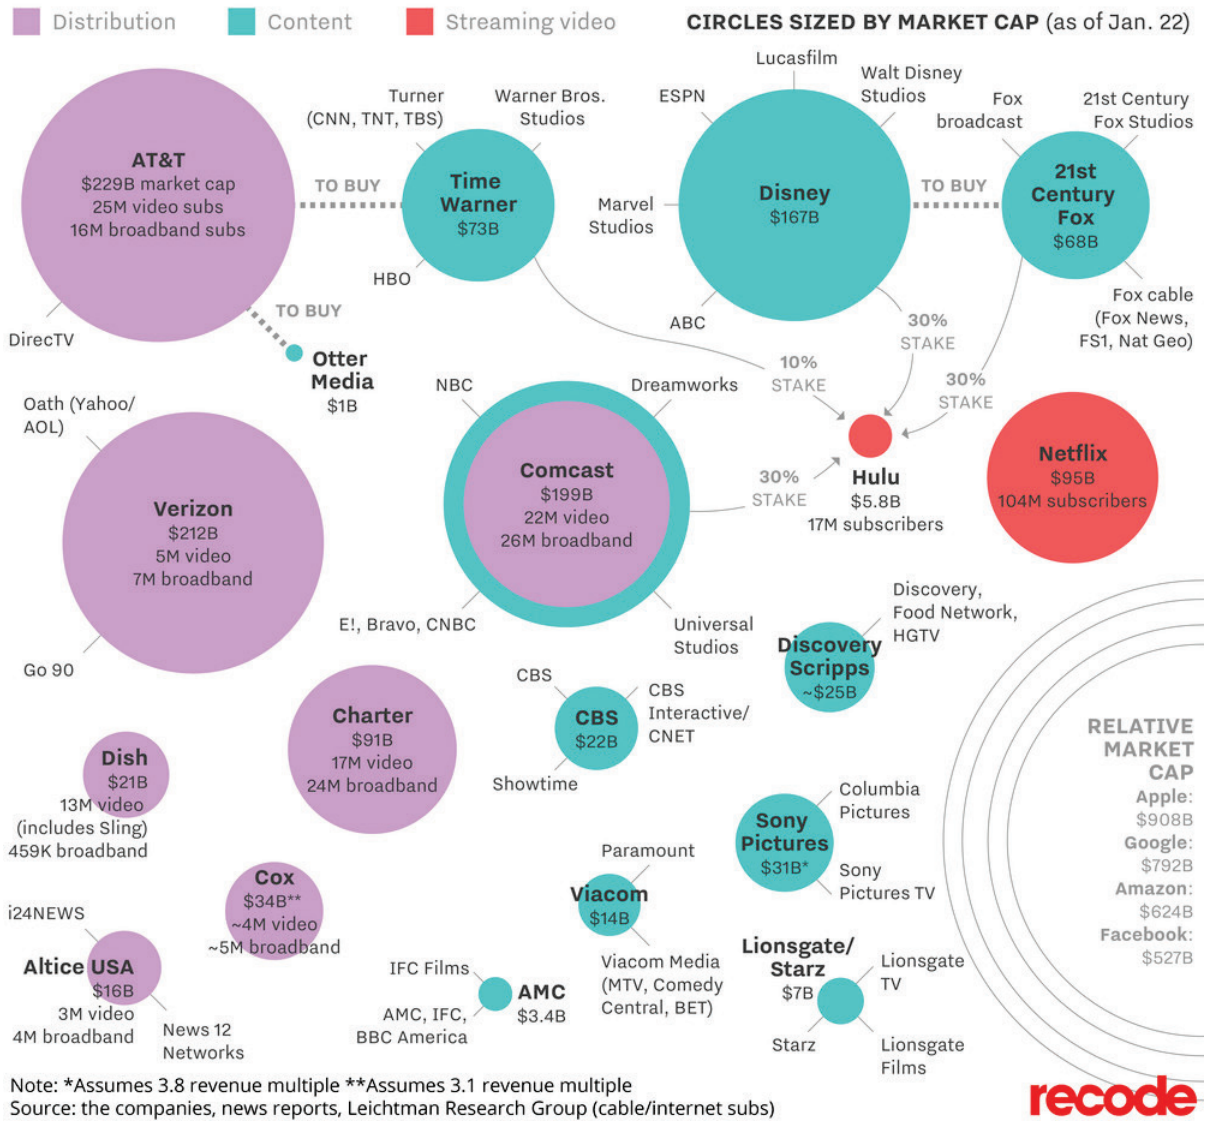 Distribution
Content
Streaming video
CIRCLES SIZED BY MARKET CAP (as of Jan. 22)
AT&T
$229B market cap
25M video subs
16M broadband subs
DirecTV
TO BUY
TO BUY
Otter
Media
$1B
Turner
(CNN, TNT, TBS)
Warner Bros.
Studios
Time
Warner
$73B
HBO
Lucasfilm
ESPN
Walt Disney
Studios
Marvel
Studios
Disney
$167B
ABC
TO BUY
Fox
broadcast
21st Century
Fox Studios
21st
Century
Fox
$68B
Fox cable
(Fox News,
FS1, Nat Geo)
10%
STAKE
30%
STAKE
30%
STAKE
30%
STAKE
Hulu
$5.8B
17M subscribers
Netflix
$95B
104M subscribers
Oath (Yahoo/
AOL)
Verizon
$212B
5M video
7M broadband
Go 90
NBC
Dreamworks
Comcast
$199B
22M video
26M broadband
E!, Bravo, CNBC
Universal
Studios
Discovery,
Food Network,
HGTV
Discovery
Scripps
~$25B
Charter
$91B
17M video
24M broadband
CBS
CBS
Interactive/
CNET
CBS
$22B
Showtime
Dish
$21B
13M video
(includes Sling)
459K broadband
Cox
$34B**
~4M video
~5M broadband
Columbia
Pictures
Sony
Pictures
$31B*
Sony
Pictures TV
Paramount
Viacom
$14B
Viacom Media
(MTV, Comedy
Central, BET)
i24NEWS
Altice USA
$16B
3M video
4M broadband
News 12
Networks
IFC Films
AMC
$3.4B
AMC, IFC,
BBC America
Lionsgate/
Starz
$7B
Lionsgate
TV
Starz
Lionsgate
Films
RELATIVE
MARKET
CAP
Apple:
$908B
Google:
$792B
Amazon:
$624B
Facebook:
$527B
Note: *Assumes 3.8 revenue multiple **Assumes 3.1 revenue multiple
Source: the companies, news reports, Leichtman Research Group (cable/internet subs)
recode